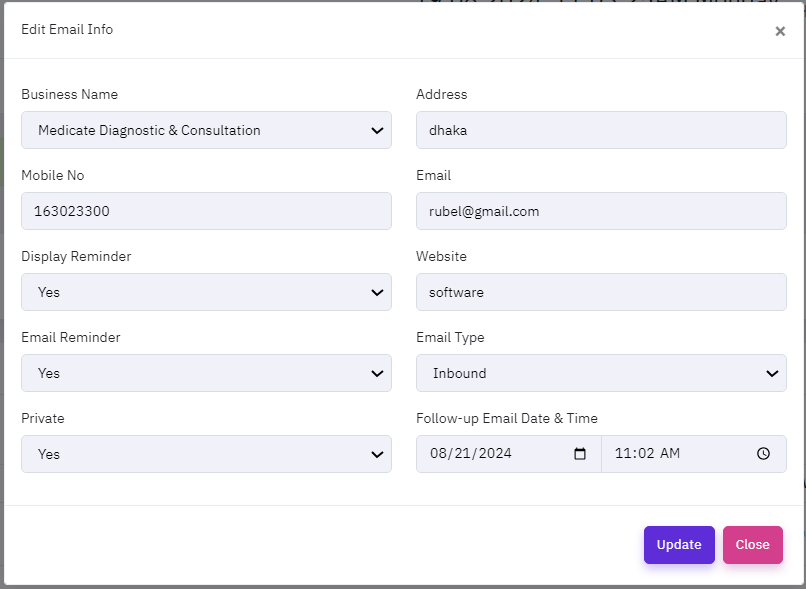 Edit Email Info
×
Business Name
Address
Medicate Diagnostic & Consultation
dhaka
Mobile No
Email
163023300
rubel@gmail.com
Display Reminder
Website
Yes
software
Email Reminder
Email Type
Yes
Inbound
Private
Follow-up Email Date & Time
Yes
08/21/2024
11:02 AM
Update
Close